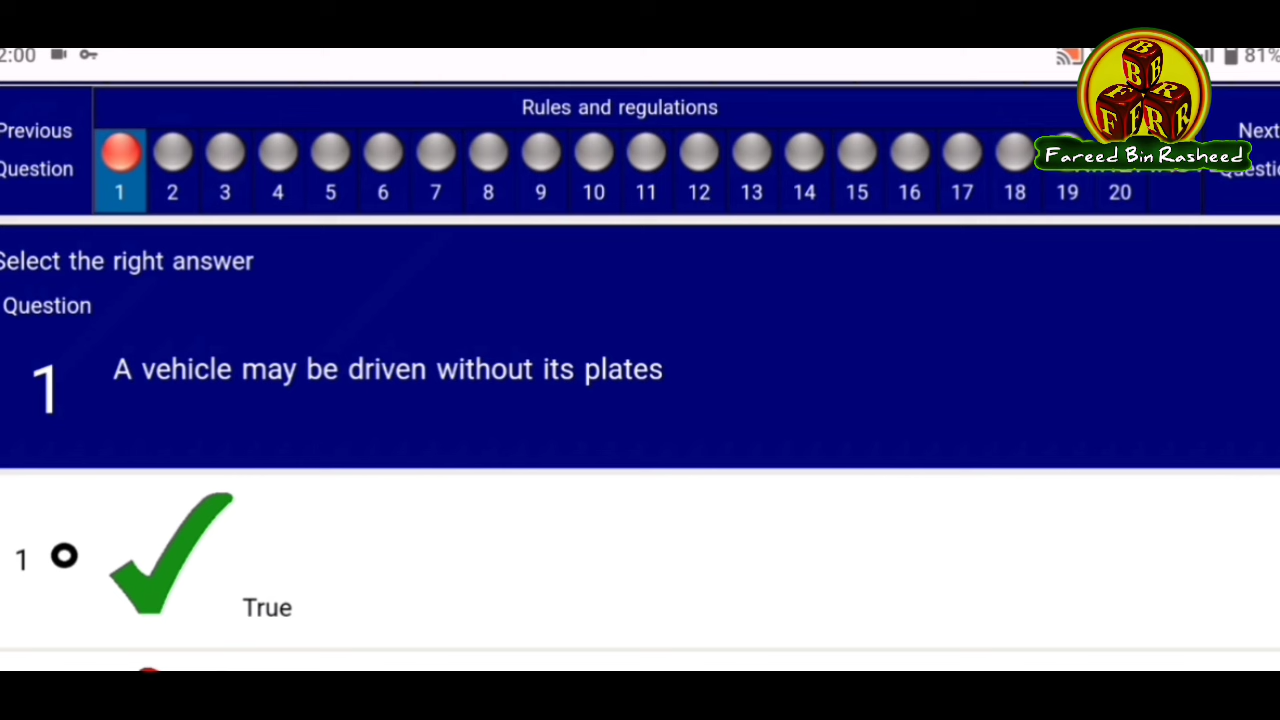 2:00
81%
Rules and regulations
Previous
Question
Next
1 2 3 4 5 6 7 8 9 10 11 12 13 14 15 16 17 18 19 20
Fareed Bin Rasheed
Select the right answer
Question
1
A vehicle may be driven without its plates
1
True